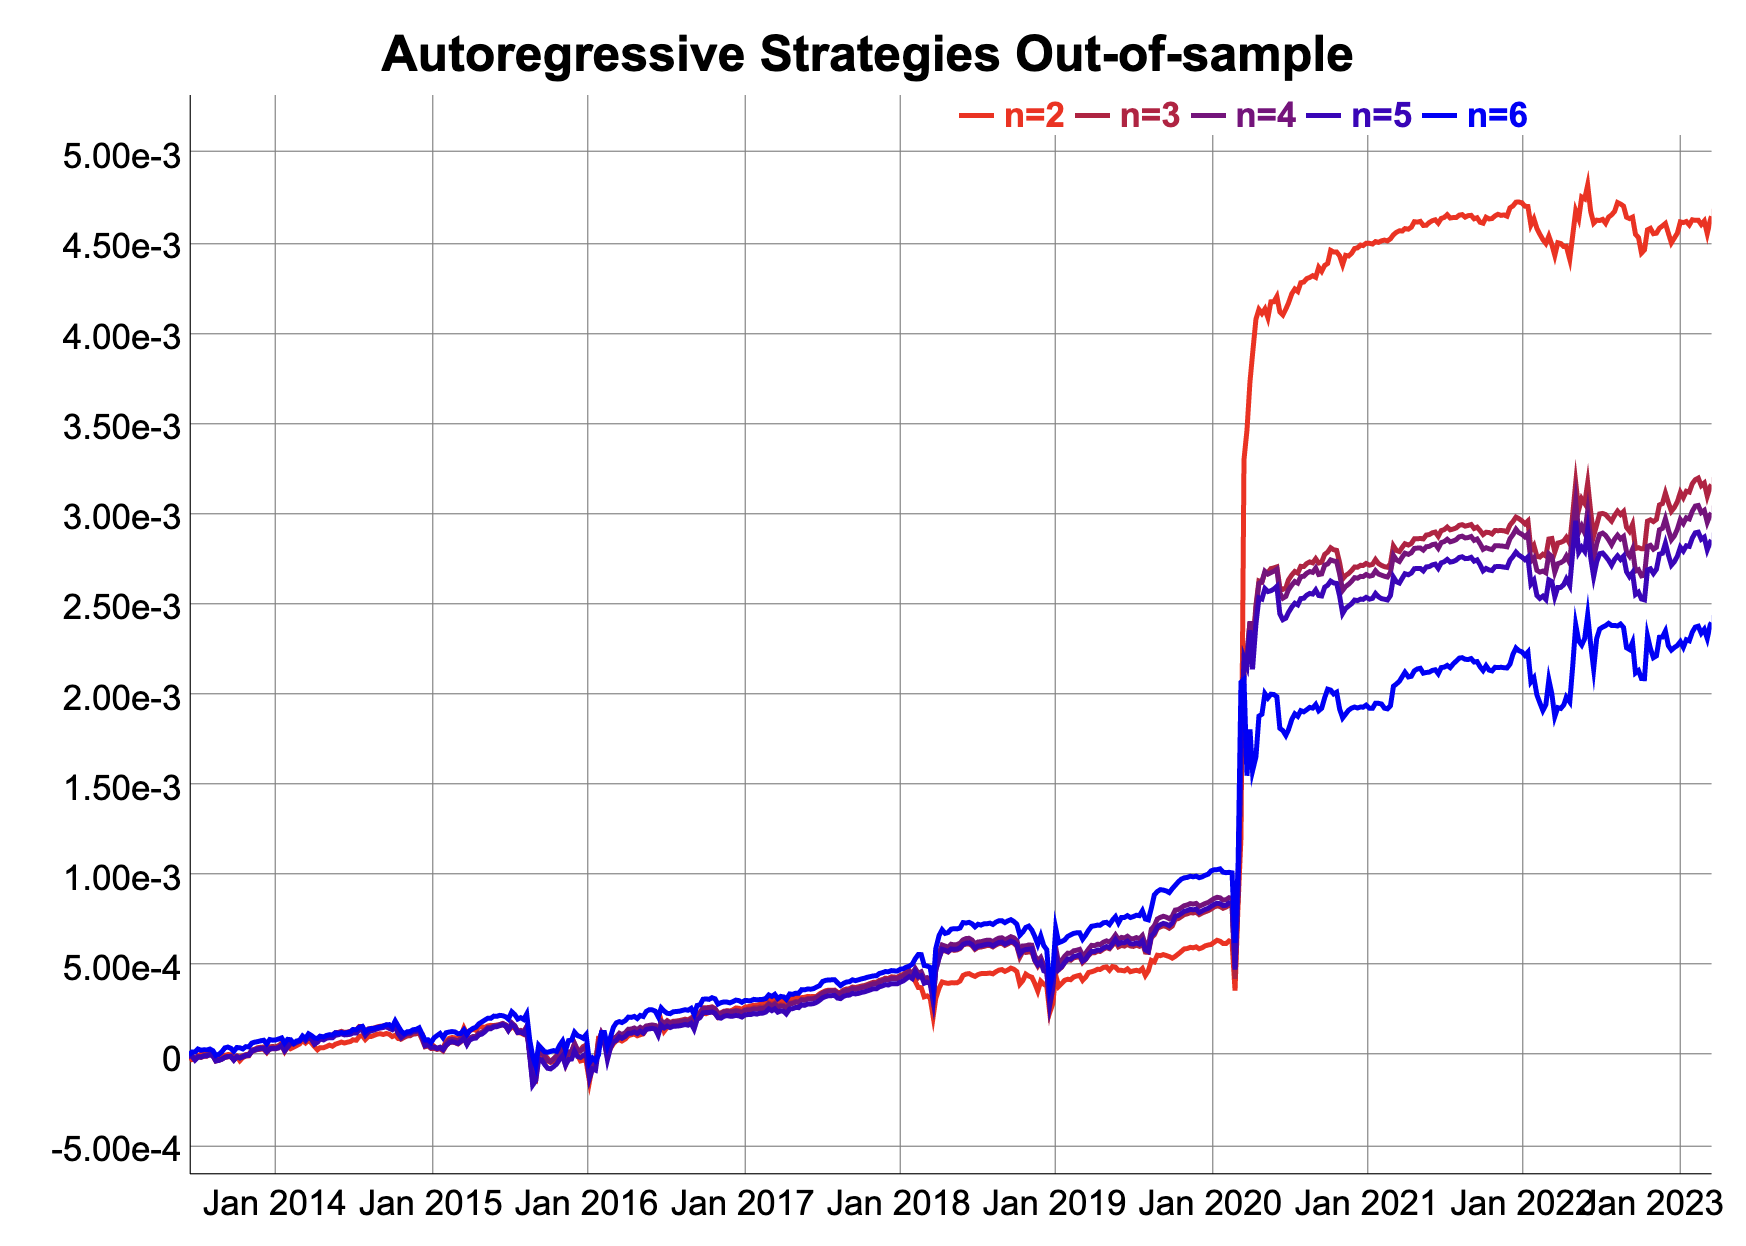 Autoregressive Strategies Out-of-sample
n=2 n=3 n=4 n=5 n=6
5.00e-3
4.50e-3
4.00e-3
3.50e-3
3.00e-3
2.50e-3
2.00e-3
1.50e-3
1.00e-3
5.00e-4
0
-5.00e-4
Jan 2014 Jan 2015 Jan 2016 Jan 2017 Jan 2018 Jan 2019 Jan 2020 Jan 2021 Jan 2022 Jan 2023